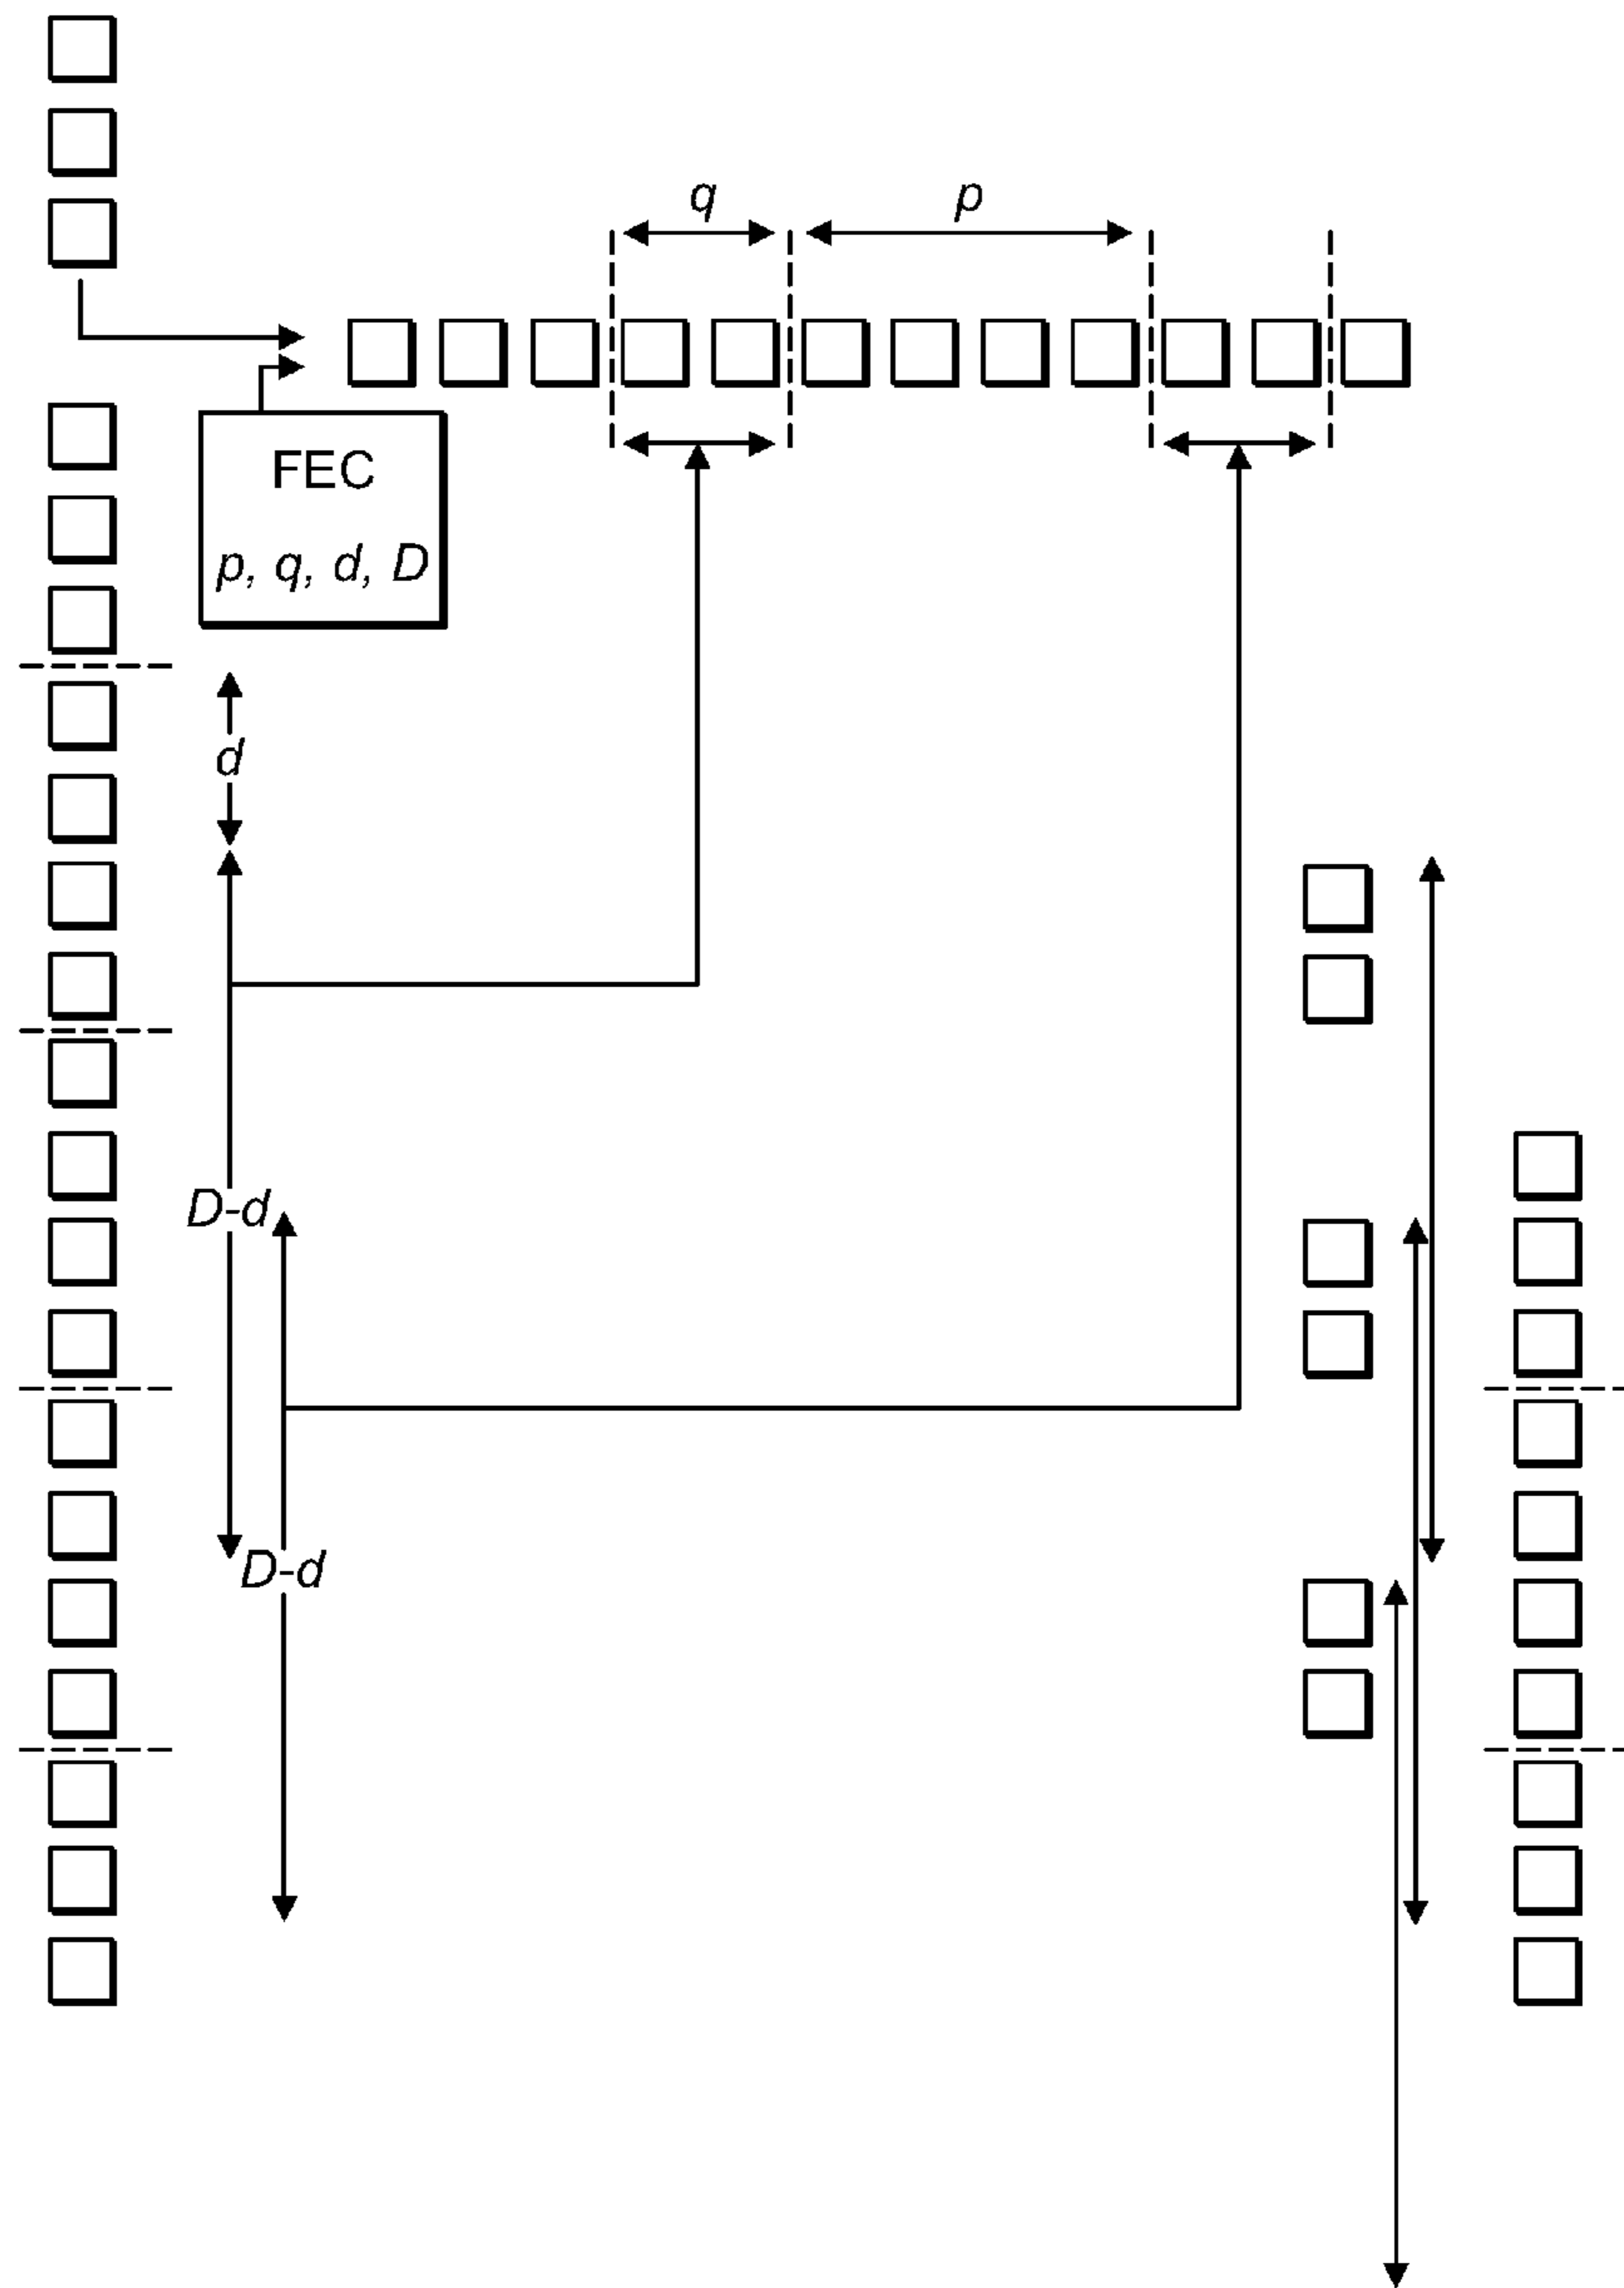 q
p
FEC
p, q, d, D
d
D-d
D-d